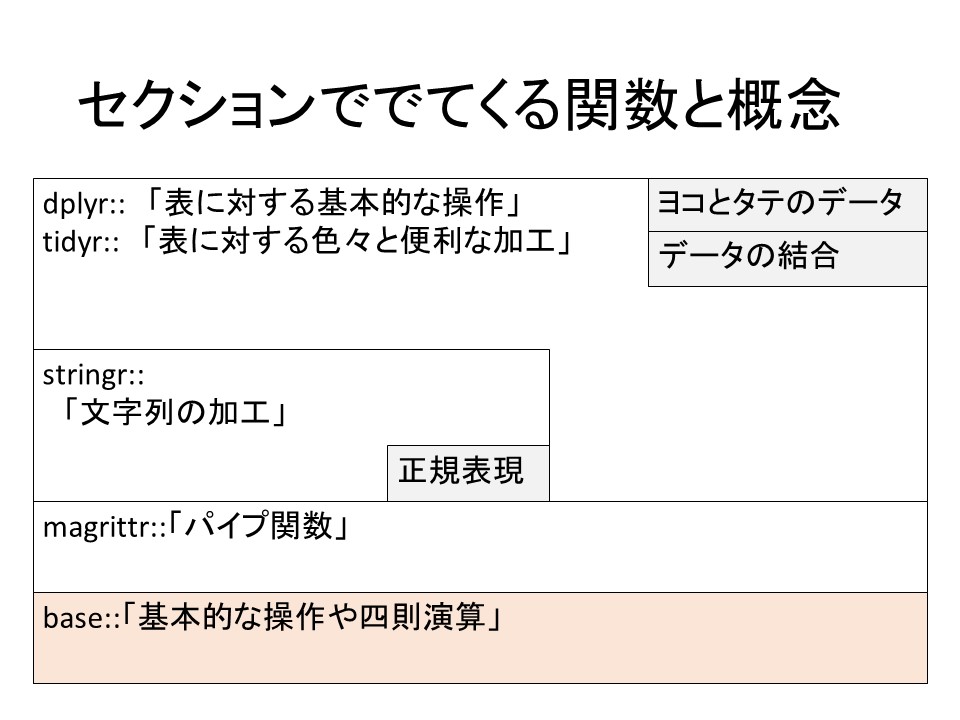 セクションででてくる関数と概念
dplyr:: 「表に対する基本的な操作」
tidyr:: 「表に対する色々と便利な加工」
ヨコとタテのデータ
データの結合
stringr::
「文字列の加工」
正規表現
magrittr::「パイプ関数」
base::「基本的な操作や四則演算」